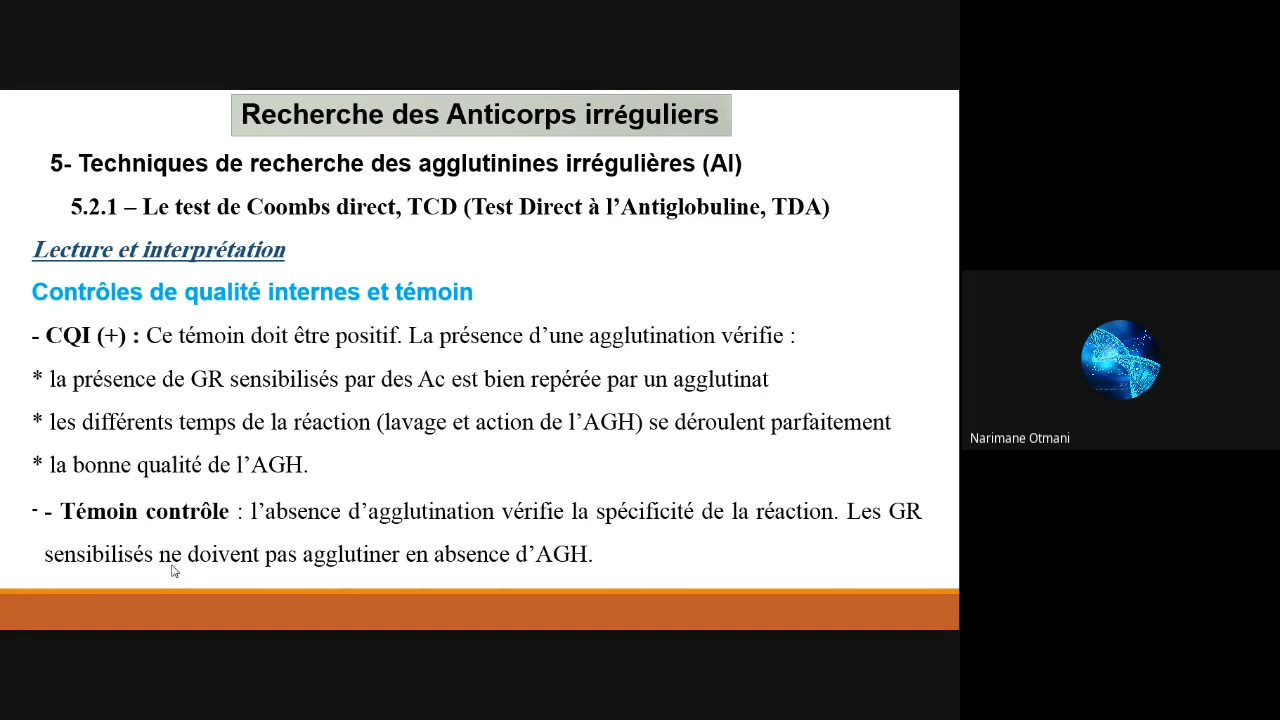 Recherche des Anticorps irréguliers
5- Techniques de recherche des agglutinines irrégulières (AI)
5.2.1 – Le test de Coombs direct, TCD (Test Direct à l’Antiglobuline, TDA)
Lecture et interprétation
Contrôles de qualité internes et témoin
- CQI (+) : Ce témoin doit être positif. La présence d’une agglutination vérifie :
* la présence de GR sensibilisés par des Ac est bien repérée par un agglutinat
* les différents temps de la réaction (lavage et action de l’AGH) se déroulent parfaitement
* la bonne qualité de l’AGH.
- - Témoin contrôle : l’absence d’agglutination vérifie la spécificité de la réaction. Les GR
sensibilisés ne doivent pas agglutiner en absence d’AGH.
Narimane Otmani